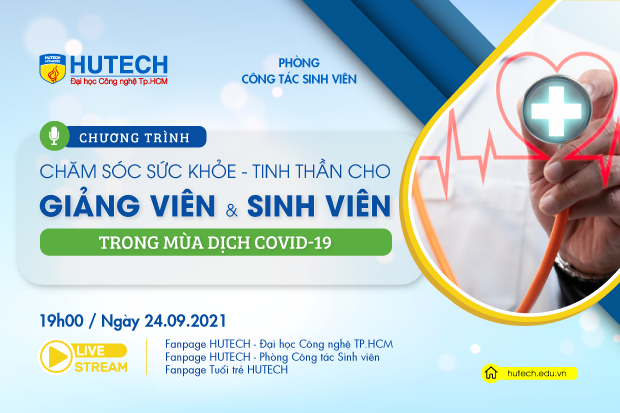 HUTECH
Đại học Công nghệ Tp.HCM
PHÒNG
CÔNG TÁC SINH VIÊN
CHƯƠNG TRÌNH
CHĂM SÓC SỨC KHỎE - TINH THẦN CHO
GIẢNG VIÊN & SINH VIÊN
TRONG MÙA DỊCH COVID-19
19h00 / Ngày 24.09.2021
LIVE
STREAM
Fanpage HUTECH - Đại học Công nghệ TP.HCM
Fanpage HUTECH - Phòng Công tác Sinh viên
Fanpage Tuổi trẻ HUTECH
hutech.edu.vn